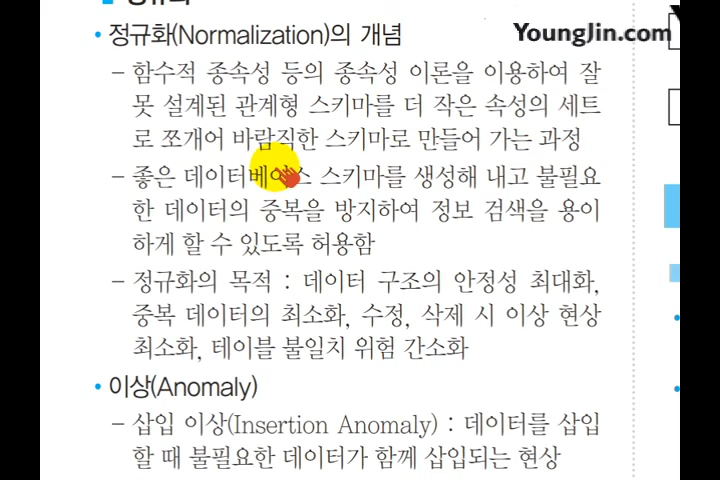 YoungJin.com
• 정규화(Normalization)의 개념
– 함수적 종속성 등의 종속성 이론을 이용하여 잘
못 설계된 관계형 스키마를 더 작은 속성의 세트
로 쪼개어 바람직한 스키마로 만들어 가는 과정
– 좋은 데이터베이스 스키마를 생성해 내고 불필요
한 데이터의 중복을 방지하여 정보 검색을 용이
하게 할 수 있도록 허용함
– 정규화의 목적 : 데이터 구조의 안정성 최대화,
중복 데이터의 최소화, 수정, 삭제 시 이상 현상
최소화, 테이블 불일치 위험 간소화
• 이상(Anomaly)
– 삽입 이상(Insertion Anomaly) : 데이터를 삽입
할 때 불필요한 데이터가 함께 삽입되는 현상